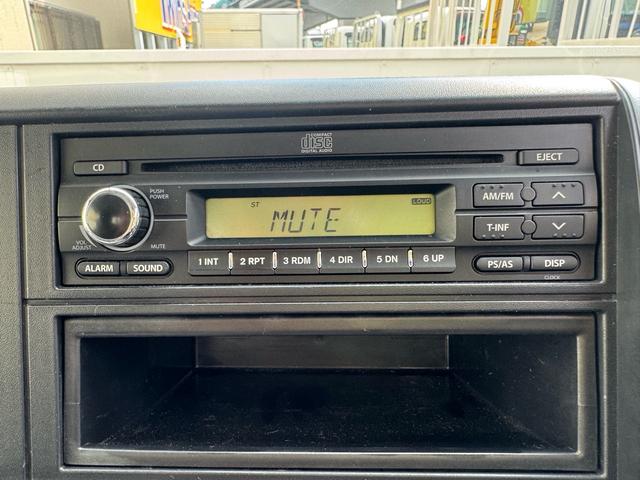 COMPACT
disc
DIGITAL AUDIO
CD
EJECT
PUSH
POWER
ST
LOUD
MUTE
AM/FM
T-INF
VOL
ADJUST
MUTE
ALARM
SOUND
1 INT
2 RPT
3 RDM
4 DIR
5 DN
6 UP
PS/AS
DISP
CLOCK